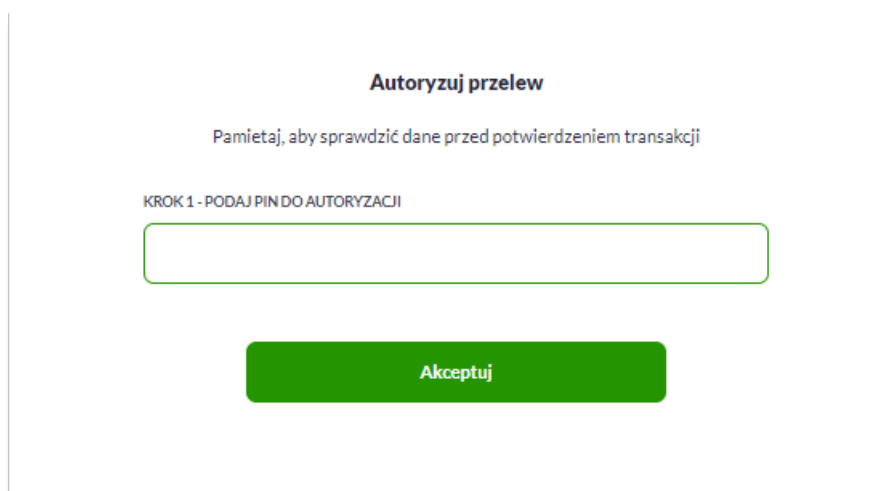 Autoryzuj przelew
Pamietaj, aby sprawdzić dane przed potwierdzeniem transakcji
KROK 1 - PODAJ PIN DO AUTORYZACJI
Akceptuj